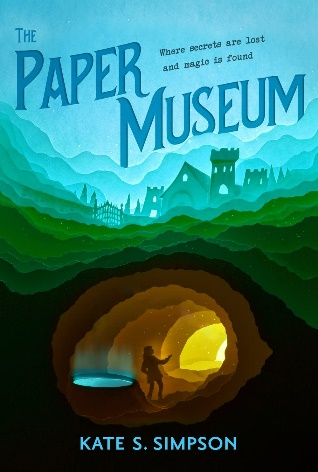 THE
PAPER
MUSEUM
Where secrets are lost
and magic is found
KATE S. SIMPSON